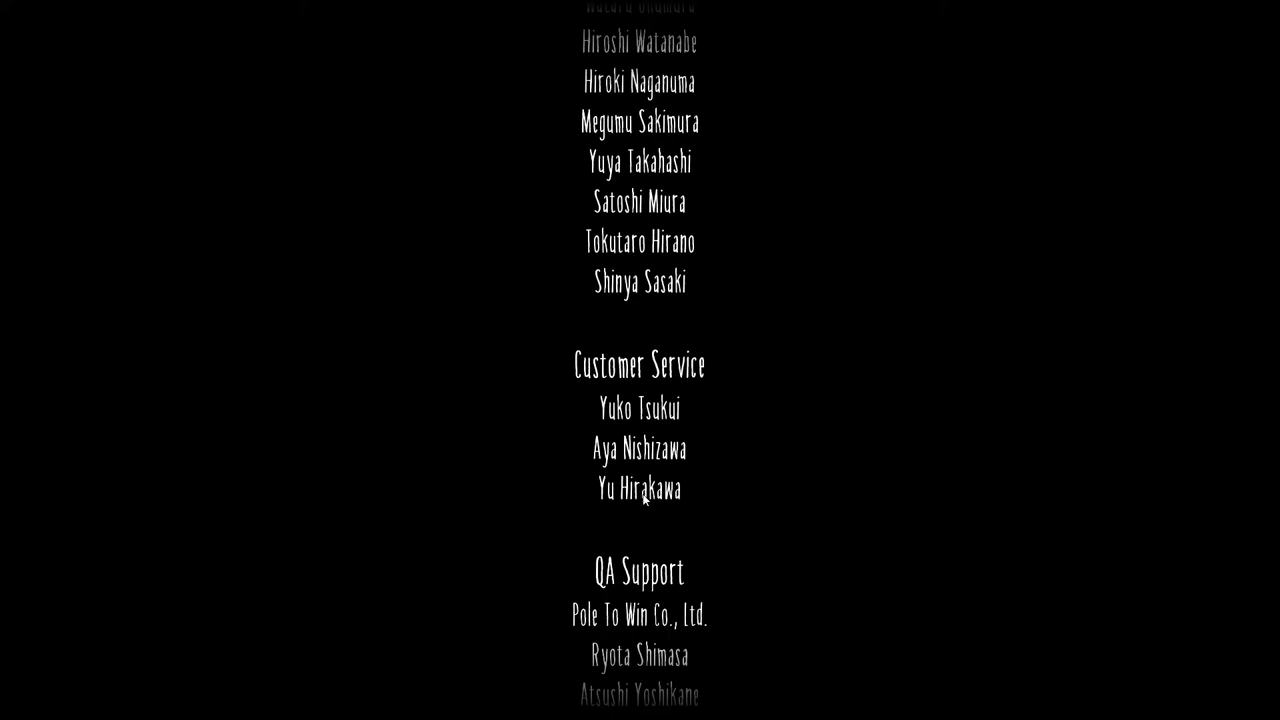 Hiroshi Watanabe
Hiroki Naganuma
Megumu Sakimura
Yuya Takahashi
Satoshi Miura
Tokutaro Hirano
Shinya Sasaki
Customer Service
Yuko Tsukui
Aya Nishizawa
Yu Hirakawa
QA Support
Pole To Win Co., Ltd.
Ryota Shimasa
Atsushi Yoshikane